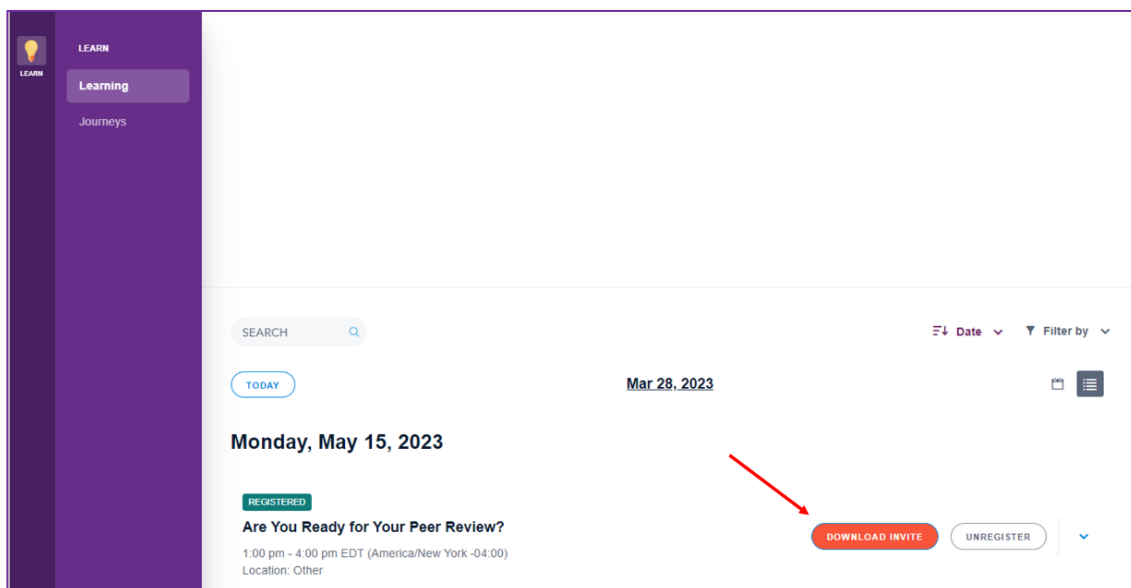 LEARN
LEARN
Learning
Journeys
SEARCH
Date
Filter by
TODAY
Mar 28, 2023
Monday, May 15, 2023
REGISTERED
Are You Ready for Your Peer Review?
1:00 pm - 4:00 pm EDT (America/New York -04:00)
Location: Other
DOWNLOAD INVITE
UNREGISTER